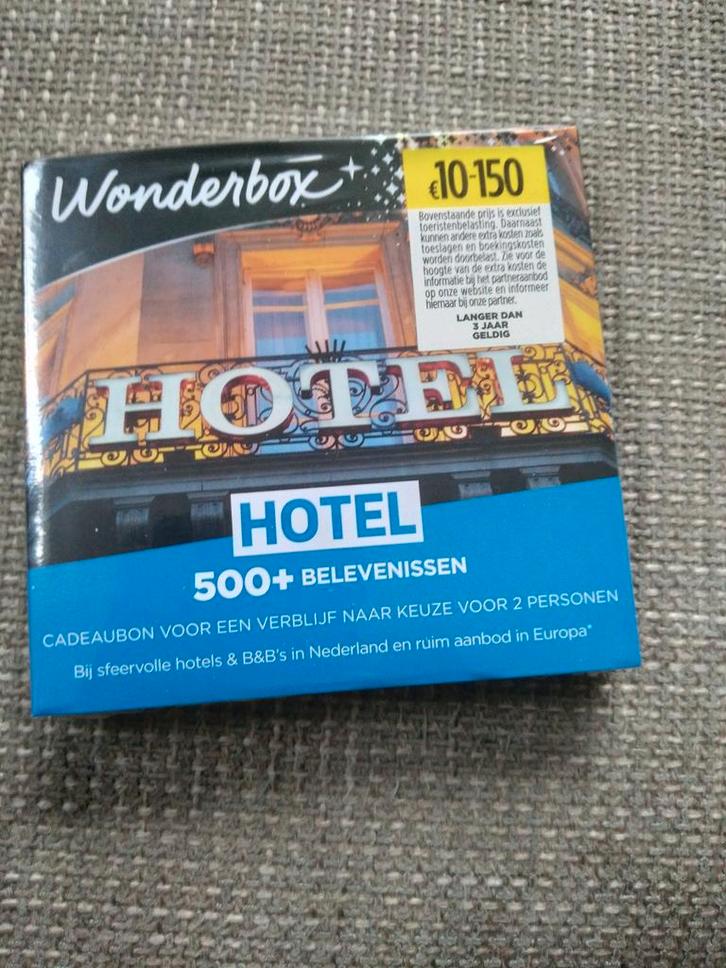 Wonderbox
€10-150
Bovenstaande prijs is exclusief
toeristenbelasting. Daarnaast
kunnen andere extra kosten zoals
toeslagen en boekingskosten
worden doorbelast. Zie voor de
hoogte van de extra kosten de
informatie bij het partneraanbod
op onze website en informeer
hiernaar bij onze partner.
LANGER DAN
3 JAAR
GELDIG
HOTEL
HOTEL
500+ BELEVENISSEN
CADEAUBON VOOR EEN VERBLIJF NAAR KEUZE VOOR 2 PERSONEN
Bij sfeervolle hotels & B&B's in Nederland en ruim aanbod in Europa*